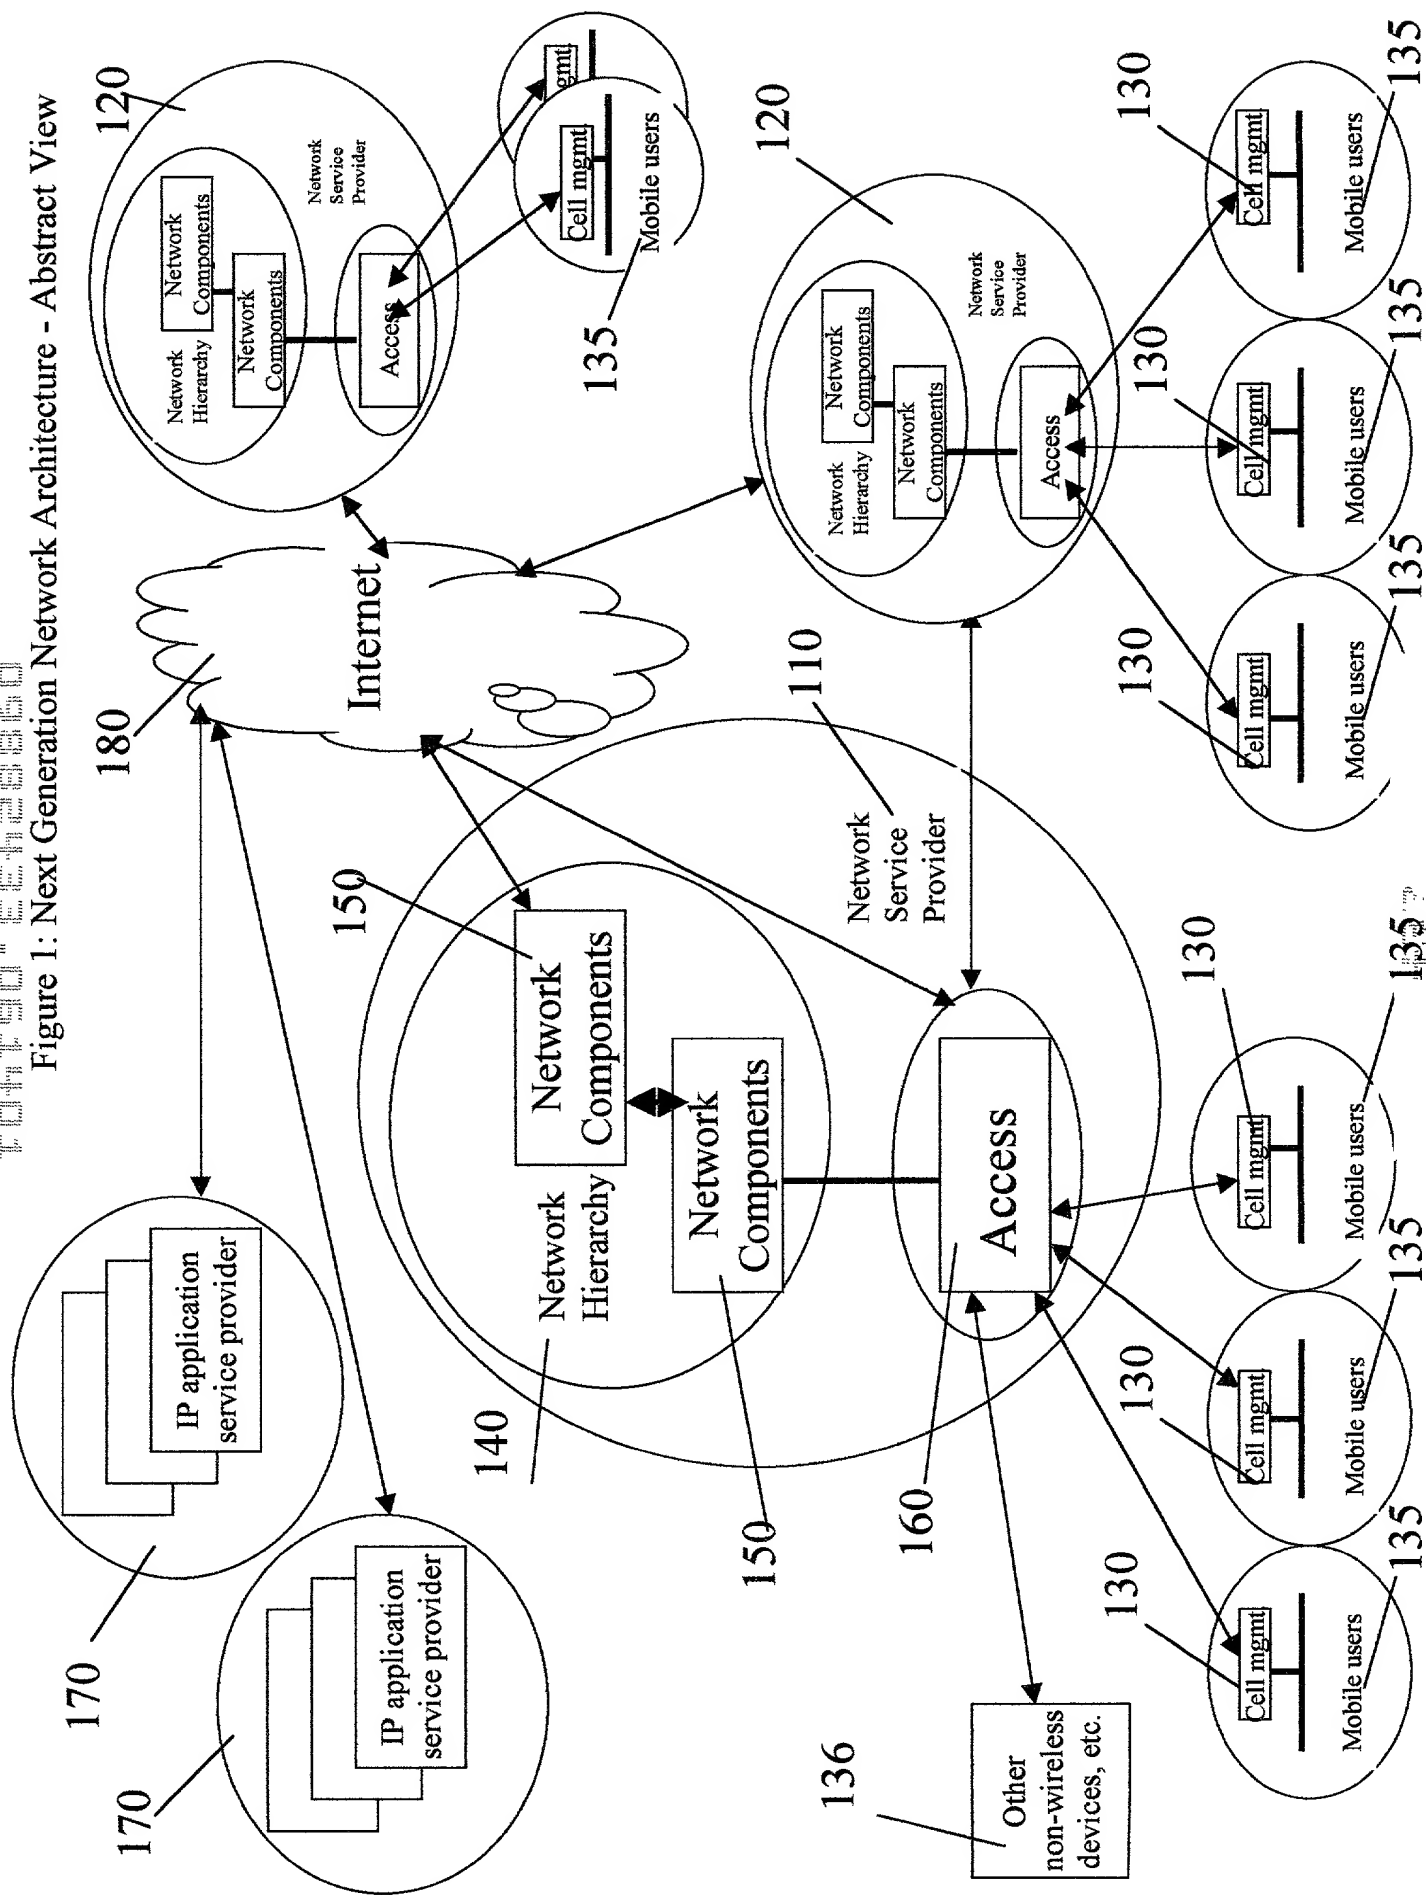 Figure 1: Next Generation Network Architecture - Abstract View
170
IP application
service provider
170
IP application
service provider
180
Internet
120
Network
Hierarchy
Network
Components
Network
Components
Network
Service
Provider
Access
Cell mgmt
gmt
Mobile users
135
140
Network
Hierarchy
150
Network
Components
150
Network
Components
110
Network
Service
Provider
160
Access
136
Other
non-wireless
devices, etc.
120
Network
Hierarchy
Network
Components
Network
Components
Network
Service
Provider
Access
130
Cell mgmt
Mobile users
135
130
Cell mgmt
Mobile users
135
130
Cell mgmt
Mobile users
135
130
Cell mgmt
Mobile users
135
130
Cell mgmt
Mobile users
135
130
Cell mgmt
Mobile users
135